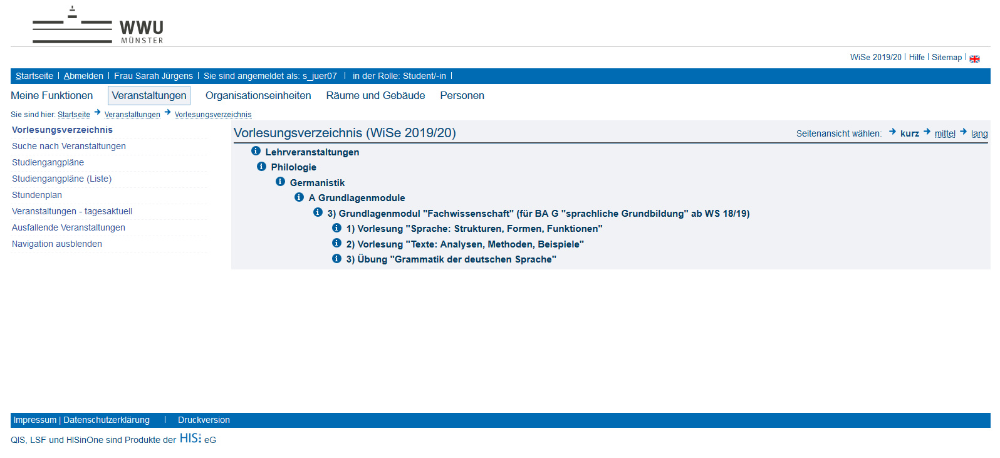 WWU
MÜNSTER
WiSe 2019/20 | Hilfe | Sitemap |
Startseite | Abmelden | Frau Sarah Jürgens | Sie sind angemeldet als: s_juer07 | in der Rolle: Student/-in |
Meine Funktionen Veranstaltungen Organisationseinheiten Räume und Gebäude Personen
Sie sind hier: Startseite Veranstaltungen Vorlesungsverzeichnis
Vorlesungsverzeichnis
Suche nach Veranstaltungen
Studiengangpläne
Studiengangpläne (Liste)
Stundenplan
Veranstaltungen - tagesaktuell
Ausfallende Veranstaltungen
Navigation ausblenden
Vorlesungsverzeichnis (WiSe 2019/20)
Seitenansicht wählen: kurz mittel lang
Lehrveranstaltungen
Philologie
Germanistik
A Grundlagenmodule
3) Grundlagenmodul "Fachwissenschaft" (für BA G "sprachliche Grundbildung" ab WS 18/19)
1) Vorlesung "Sprache: Strukturen, Formen, Funktionen"
2) Vorlesung "Texte: Analysen, Methoden, Beispiele"
3) Übung "Grammatik der deutschen Sprache"
Impressum | Datenschutzerklärung | Druckversion
QIS, LSF und HISinOne sind Produkte der HIS: eG